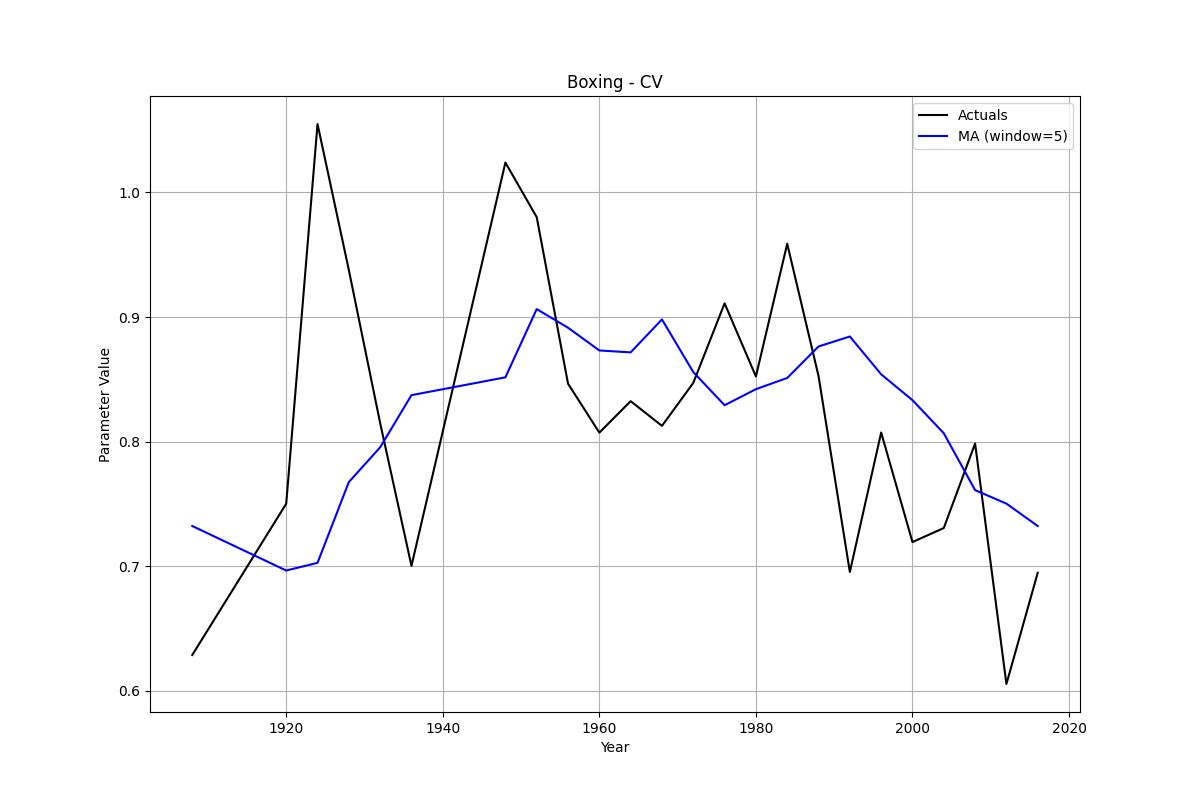 Boxing - CV
Actuals
MA (window=5)
Parameter Value
1.0
0.9
0.8
0.7
0.6
1920 1940 1960 1980 2000 2020
Year